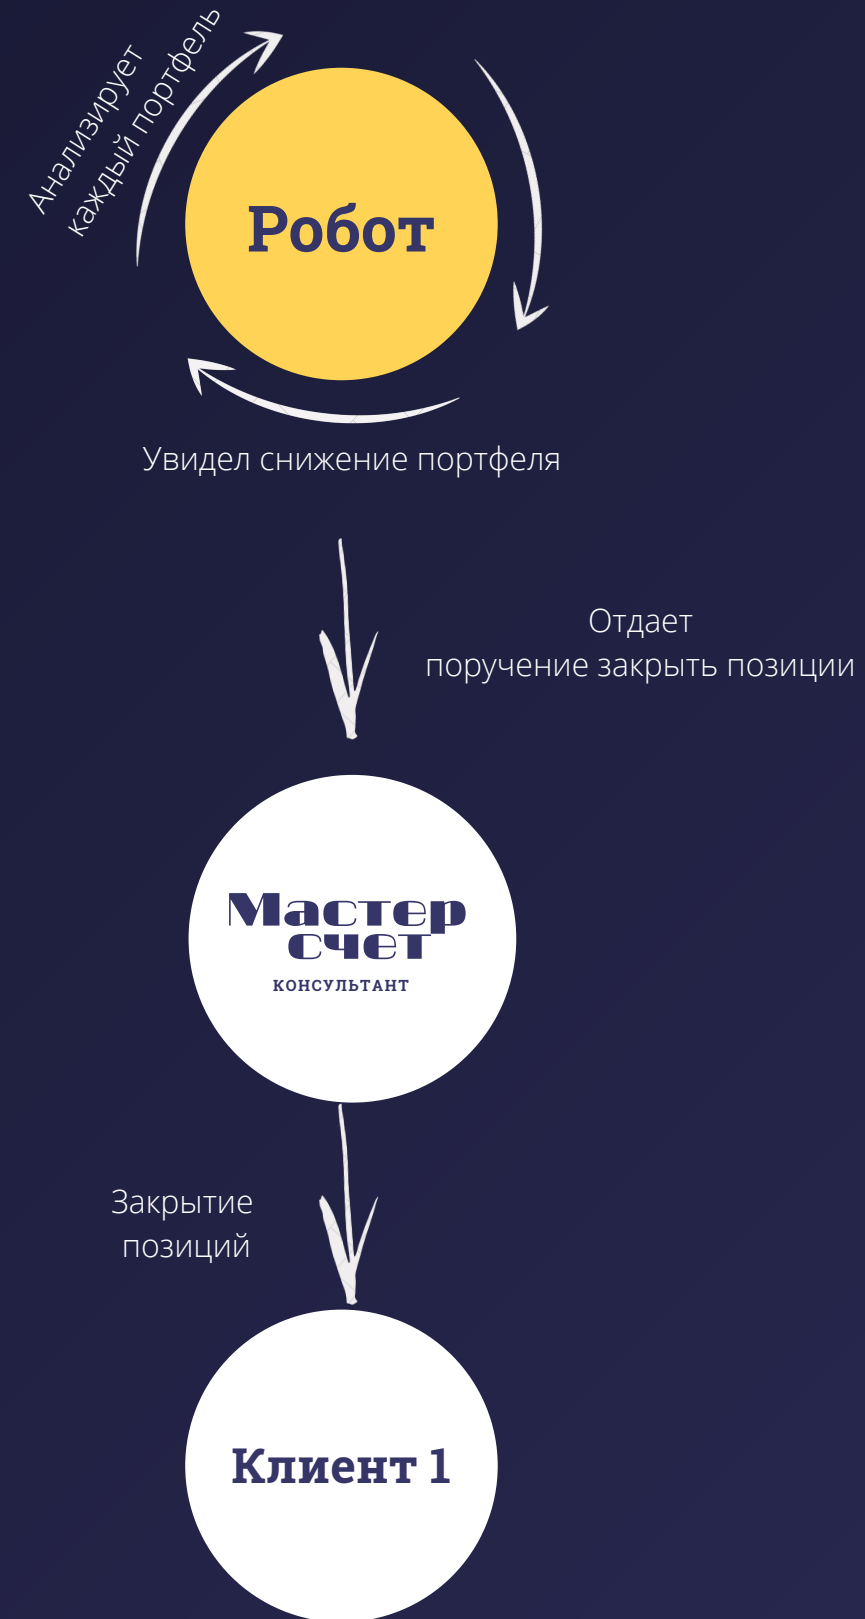 Анализирует
каждый портфель
Робот
Увидел снижение портфеля
Отдает
поручение закрыть позиции
Мастер
счет
КОНСУЛЬТАНТ
Закрытие
позиций
Клиент 1